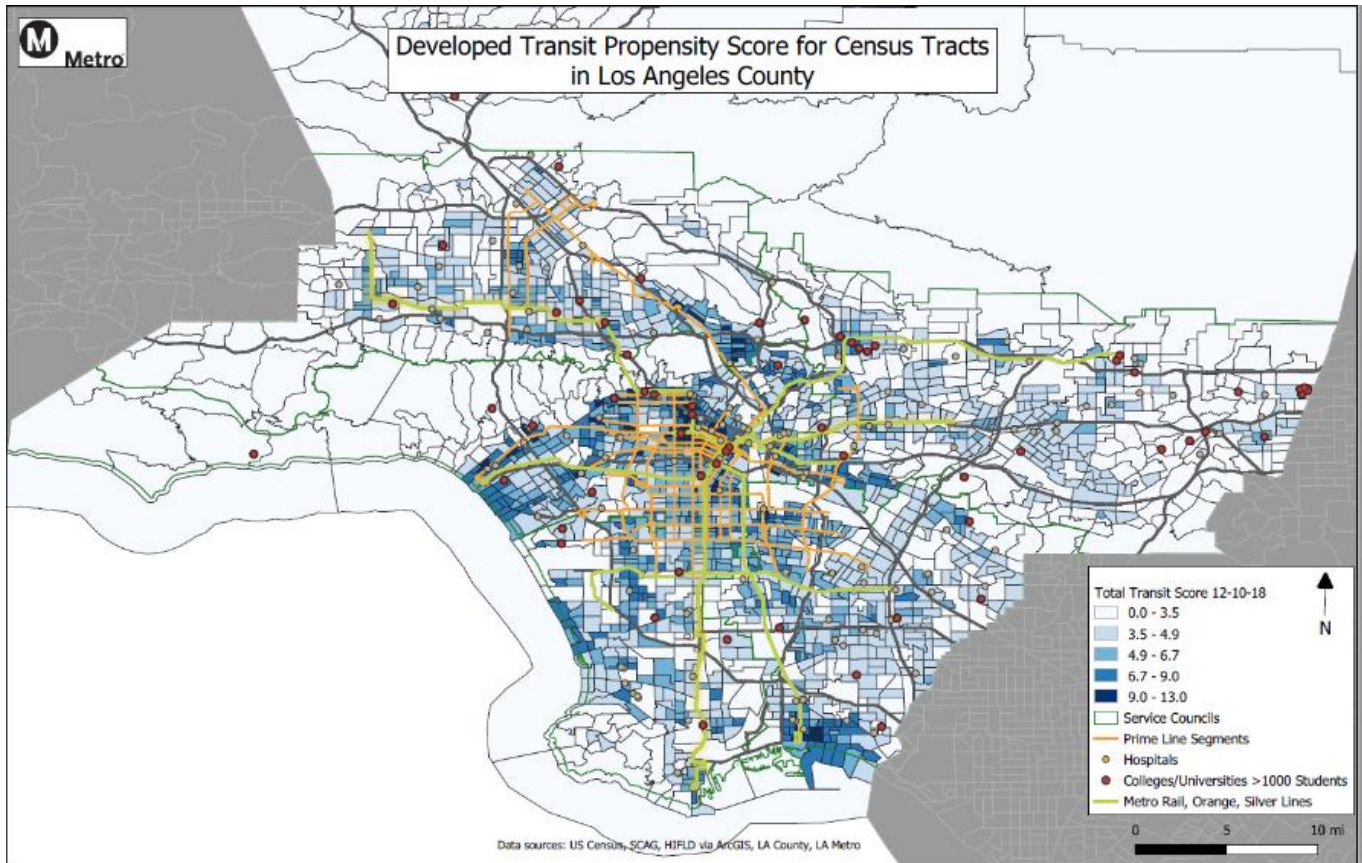 M
Metro
Developed Transit Propensity Score for Census Tracts
in Los Angeles County
Total Transit Score 12-10-18
0.0 - 3.5
3.5 - 4.9
4.9 - 6.7
6.7 - 9.0
9.0 - 13.0
Service Councils
Prime Line Segments
Hospitals
Colleges/Universities >1000 Students
Metro Rail, Orange, Silver Lines
N
0 5 10 mi
Data sources: US Census, SCAG, HIFLD via ArcGIS, LA County, LA Metro